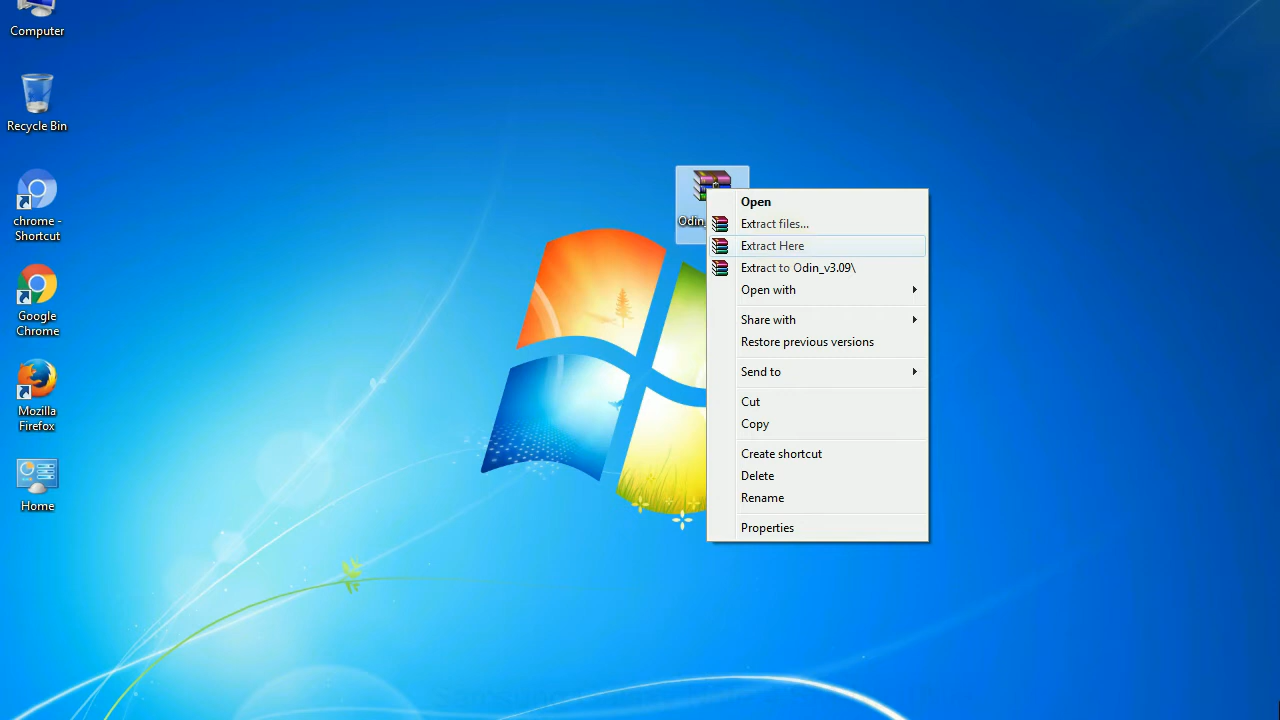 Computer
Recycle Bin
chrome -
Shortcut
Google
Chrome
Mozilla
Firefox
Home
Odin_
Open
Extract files...
Extract Here
Extract to Odin_v3.09\
Open with
Share with
Restore previous versions
Send to
Cut
Copy
Create shortcut
Delete
Rename
Properties